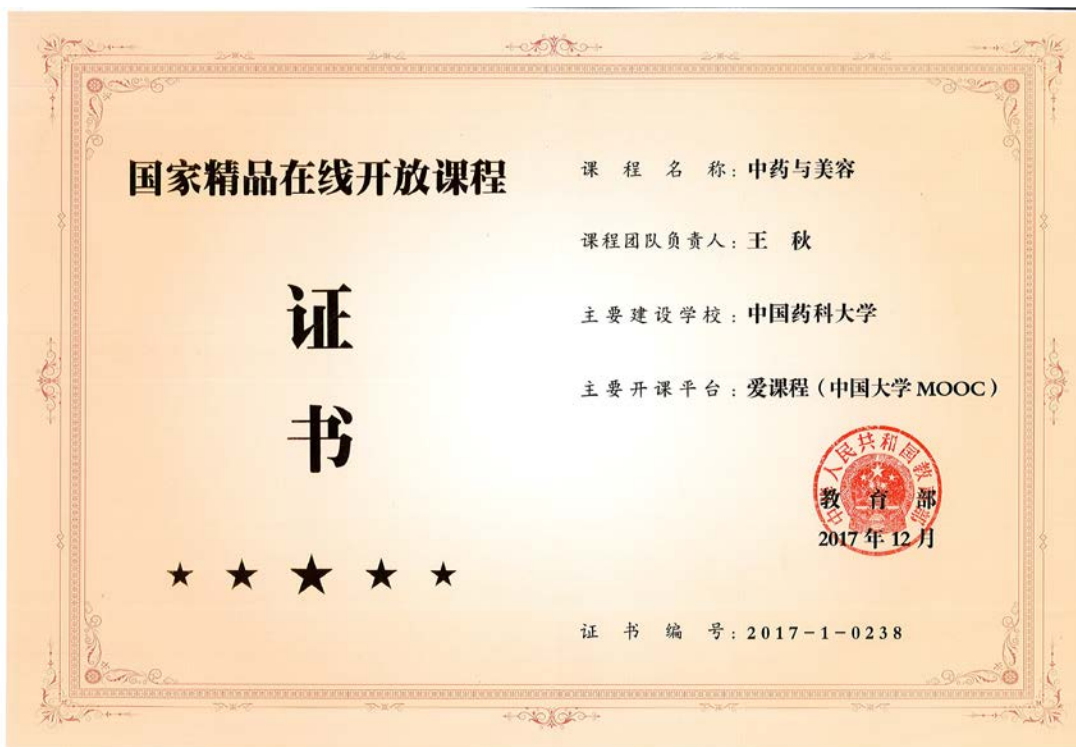 国家精品在线开放课程
证
书
课程名称：中药与美容
课程团队负责人：王 秋
主要建设学校：中国药科大学
主要开课平台：爱课程（中国大学MOOC）
中华人民共和国教育部
教育部
2017年12月
证书编号：2017-1-0238